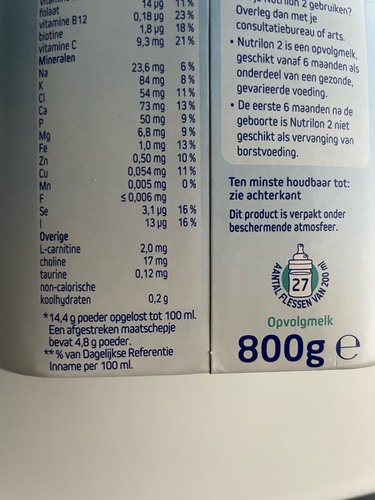 14 µg 11%
folaat 0,18 µg 23%
vitamine B12 1,8 µg 18%
biotine 9,3 mg 21%
vitamine C
Mineralen
Na 23,6 mg 6%
K 84 mg 8%
Cl 54 mg 11%
Ca 73 mg 13%
P 50 mg 9%
Mg 6,8 mg 9%
Fe 1,0 mg 13%
Zn 0,50 mg 10%
Cu 0,054 mg 11%
Mn 0,005 mg 0%
F ≤ 0,006 mg
Se 3,1 µg 16%
I 13 µg 16%
Overige
L-carnitine 2,0 mg
choline 17 mg
taurine 0,12 mg
non-calorische
koolhydraten 0,2 g
*14,4 g poeder opgelost tot 100 ml.
Een afgestreken maatschepje
bevat 4,8 g poeder.
**% van Dagelijkse Referentie
Inname per 100 ml.
Nutrilon 2 gebruiken?
Overleg dan met je
consultatiebureau of arts.
• Nutrilon 2 is een opvolgmelk,
geschikt vanaf 6 maanden als
onderdeel van een gezonde,
gevarieerde voeding.
• De eerste 6 maanden na de
geboorte is Nutrilon 2 niet
geschikt als vervanging van
borstvoeding.
Ten minste houdbaar tot:
zie achterkant
Dit product is verpakt onder
beschermende atmosfeer.
AANTAL FLESSEN VAN 200 ml
27
Opvolgmelk
800g e